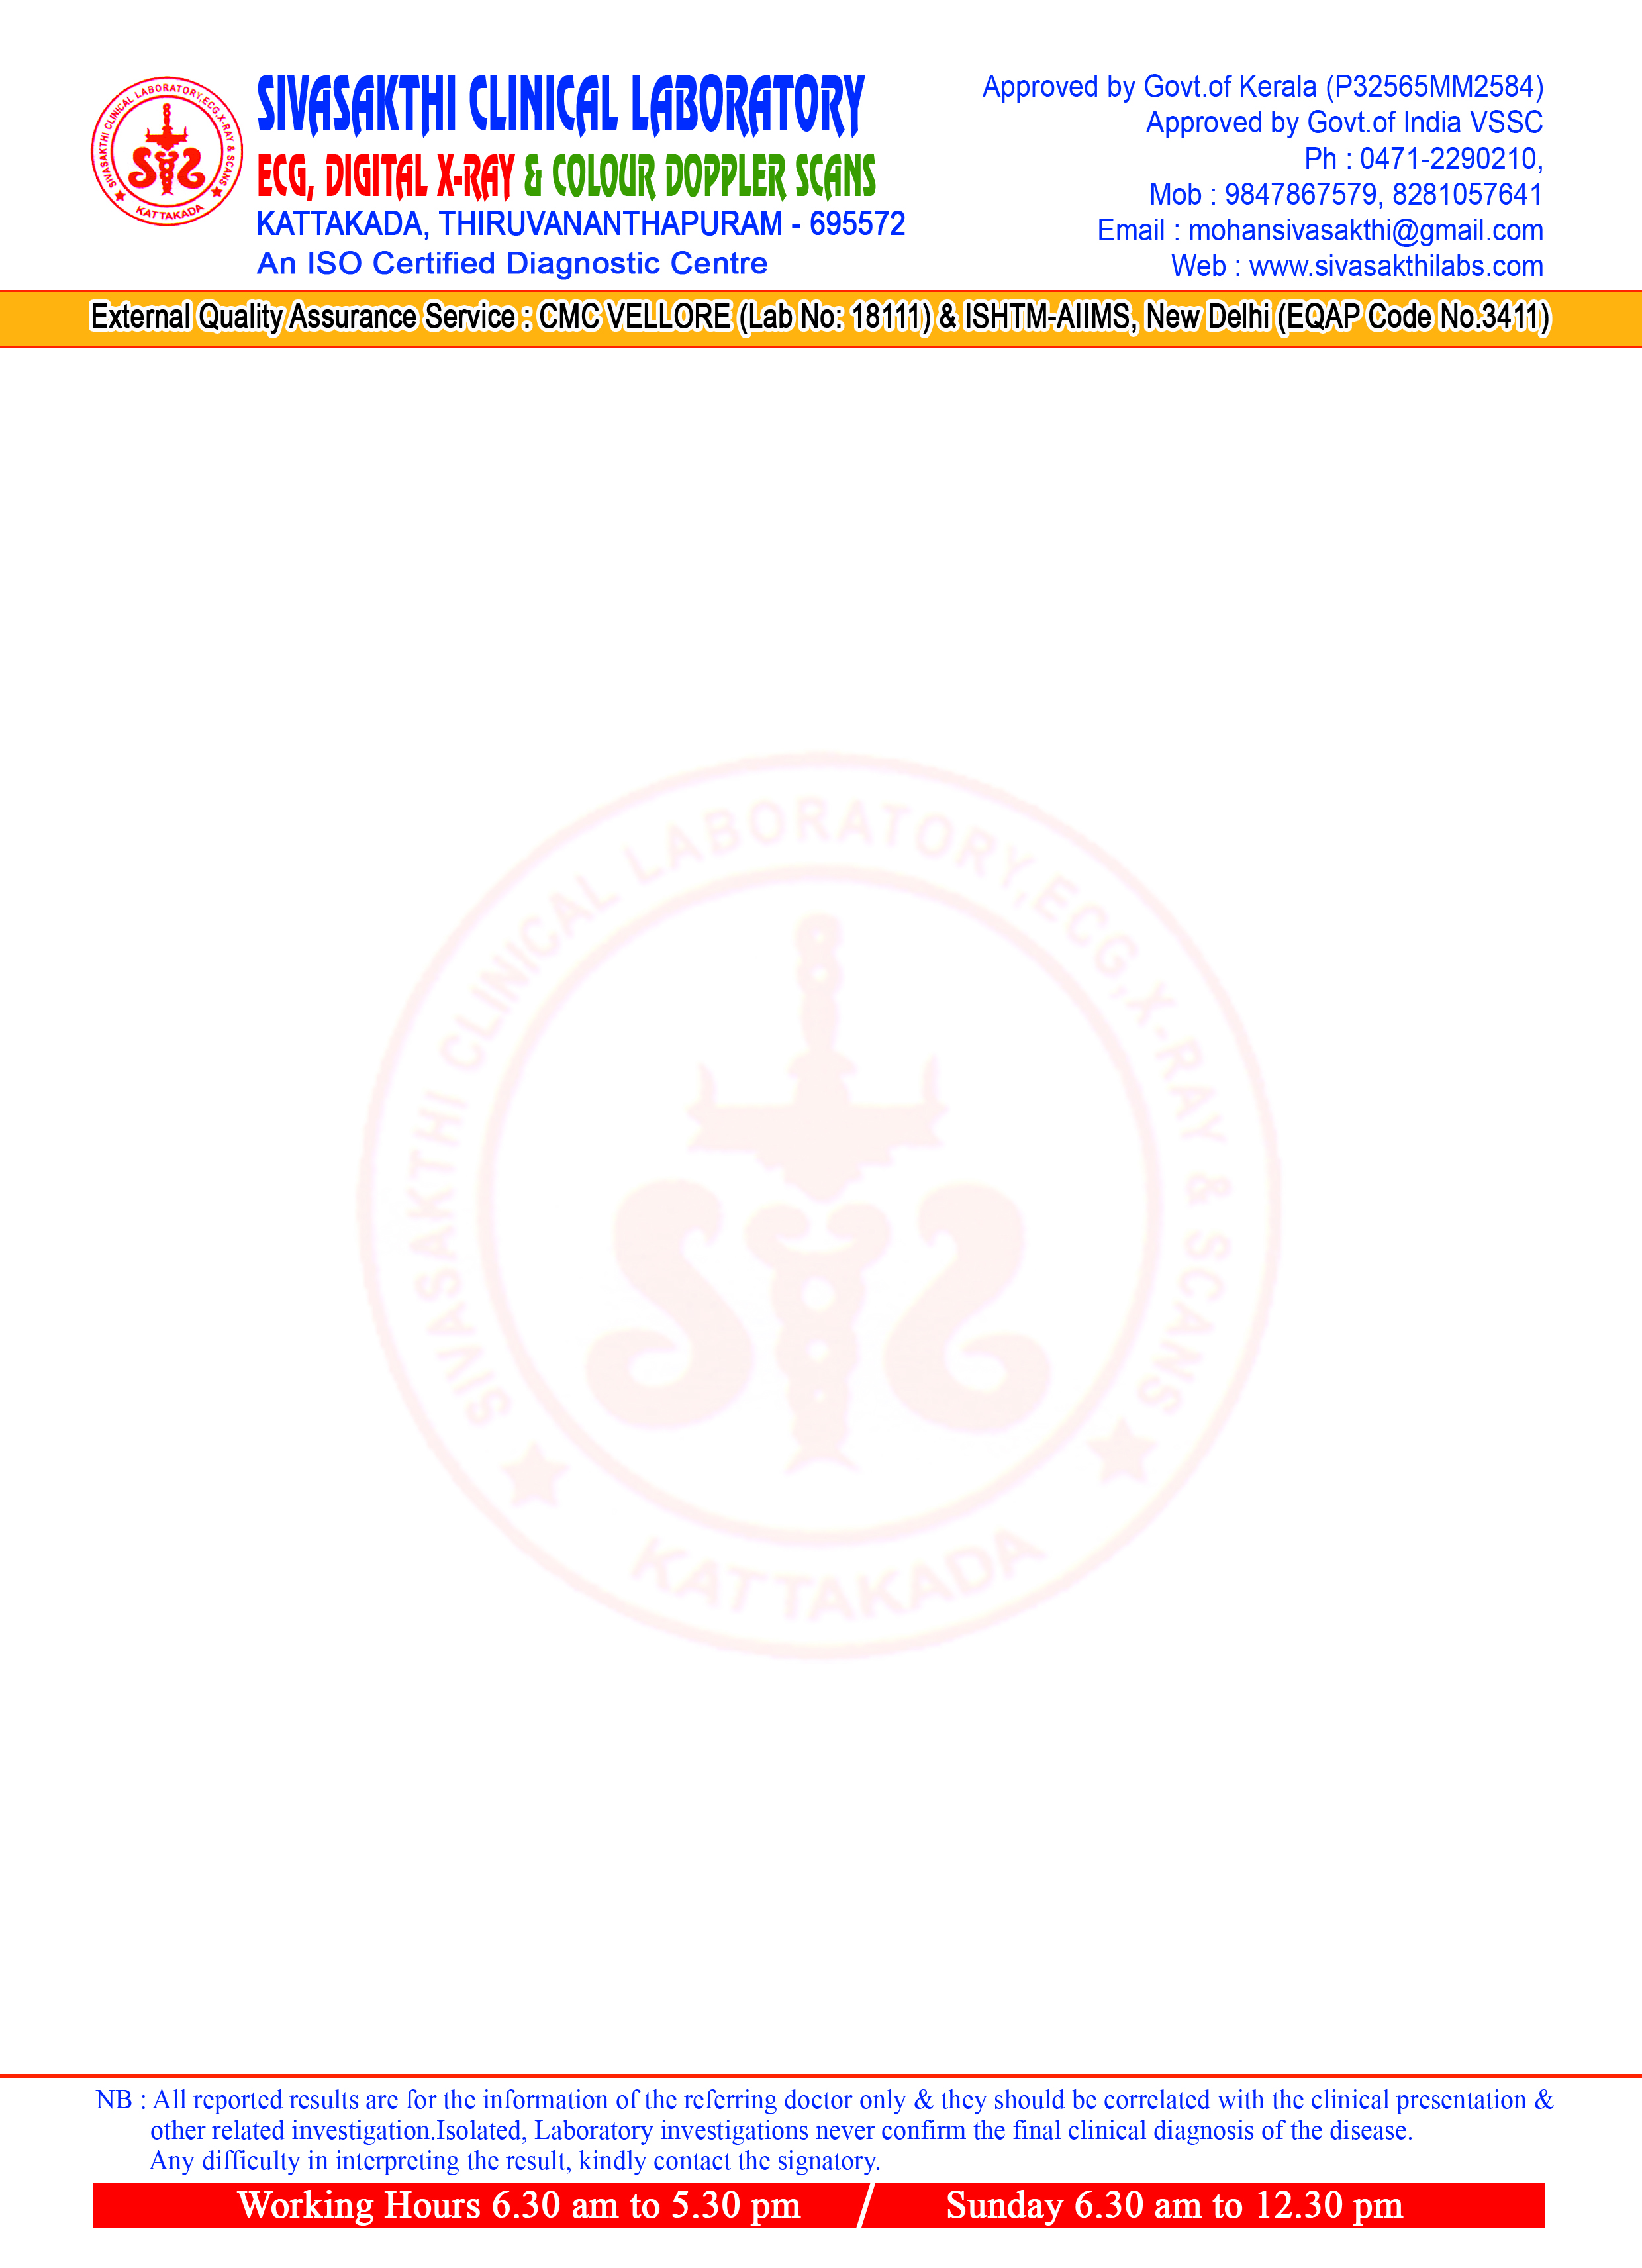 SIVASAKTHI CLINICAL LABORATORY,ECG,X-RAY & SCANS
KATTAKADA
SIVASAKTHI CLINICAL LABORATORY
ECG, DIGITAL X-RAY & COLOUR DOPPLER SCANS
KATTAKADA, THIRUVANANTHAPURAM - 695572
An ISO Certified Diagnostic Centre
Approved by Govt.of Kerala (P32565MM2584)
Approved by Govt.of India VSSC
Ph : 0471-2290210,
Mob : 9847867579, 8281057641
Email : mohansivasakthi@gmail.com
Web : www.sivasakthilabs.com
External Quality Assurance Service : CMC VELLORE (Lab No: 18111) & ISHTM-AIIMS, New Delhi (EQAP Code No.3411)
SIVASAKTHI CLINICAL LABORATORY,ECG,X-RAY & SCANS
KATTAKADA
NB : All reported results are for the information of the referring doctor only & they should be correlated with the clinical presentation &
other related investigation.Isolated, Laboratory investigations never confirm the final clinical diagnosis of the disease.
Any difficulty in interpreting the result, kindly contact the signatory.
Working Hours 6.30 am to 5.30 pm / Sunday 6.30 am to 12.30 pm